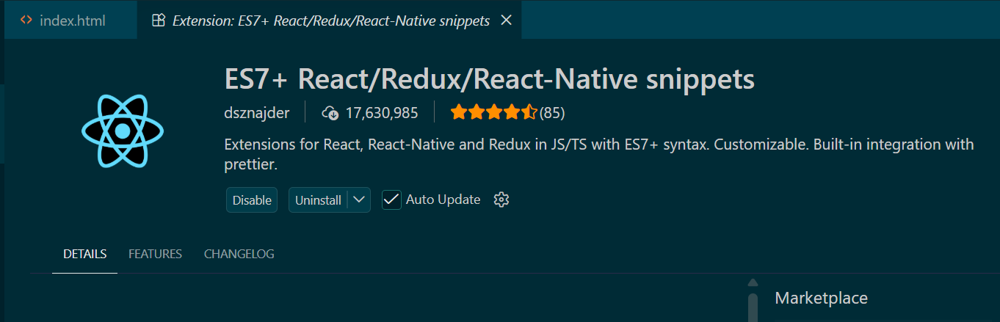 index.html
Extension: ES7+ React/Redux/React-Native snippets
ES7+ React/Redux/React-Native snippets
dsznajder
17,630,985
(85)
Extensions for React, React-Native and Redux in JS/TS with ES7+ syntax. Customizable. Built-in integration with
prettier.
Disable
Uninstall
Auto Update
DETAILS
FEATURES
CHANGELOG
Marketplace